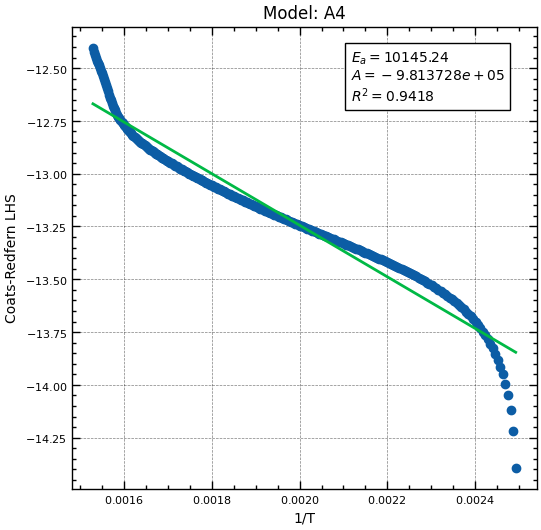 Model: A4
Coats-Redfern LHS
−12.50
−12.75
−13.00
−13.25
−13.50
−13.75
−14.00
−14.25
E_a = 10145.24
A = −9.813728e + 05
R² = 0.9418
0.0016 0.0018 0.0020 0.0022 0.0024
1/T